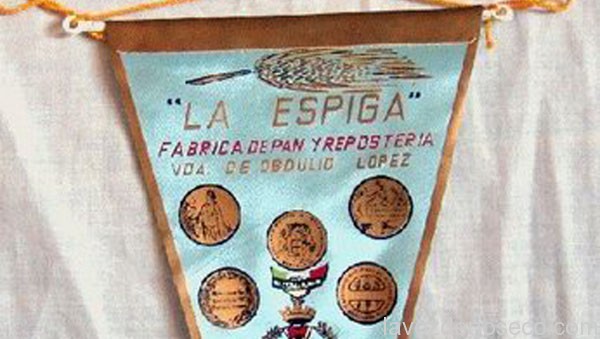 "LA ESPIGA"
FABRICA DE PAN Y REPOSTERIA
VDA. DE OBDULIO LOPEZ